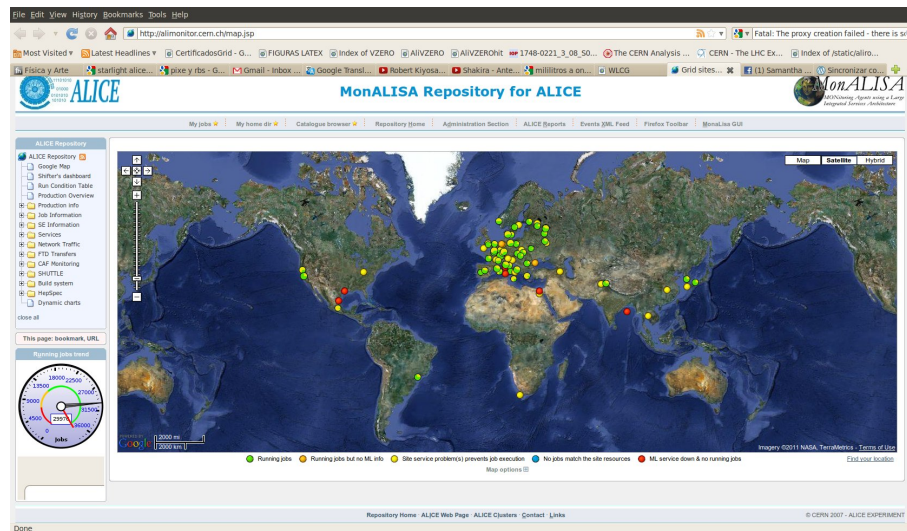 File Edit View History Bookmarks Tools Help
http://alimonitor.cern.ch/map.jsp
Fatal: The proxy creation failed - there is
Most Visited Latest Headlines CertificadosGrid - G... FIGURAS LATEX Index of VZERO AliVZERO AliVZEROHit 1748-0221_3_08_S0... The CERN Analysis ... CERN - The LHC Ex... Index of /static/aliro...
Física y Arte starlight alice... pixe y rbs - G... Gmail - Inbox ... Google Transl... Robert Kiyosa... Shakira - Ante... mililitros a on... WLCG Grid sites... (1) Samantha ... Sincronizar co...
ALICE
MonALISA Repository for ALICE
MonALISA
MONitoring Agents using a Large
Integrated Services Architecture
My jobs My home dir Catalogue browser Repository Home Administration Section ALICE Reports Events XML Feed Firefox Toolbar MonaLisa GUI
ALICE Repository
ALICE Repository
Google Map
Shifter's dashboard
Run Condition Table
Production Overview
Production info
Job Information
SE Information
Services
Network Traffic
FTD Transfers
CAF Monitoring
SHUTTLE
Build system
HepSpec
Dynamic charts
close all
This page: bookmark, URL
Running jobs trend
0 4500 9000 13500 18000 22500 27000 31500 36000
Jobs
Map Satellite Hybrid
2000 mi
2000 km
POWERED BY
Google
Imagery ©2011 NASA, TerraMetrics - Terms of Use
Running jobs Running jobs but no ML info Site service problem(s) prevents job execution No jobs match the site resources ML service down & no running jobs
Find your location
Map options
Repository Home ALICE Web Page ALICE Clusters Contact Links
© CERN 2007 - ALICE EXPERIMENT
Done